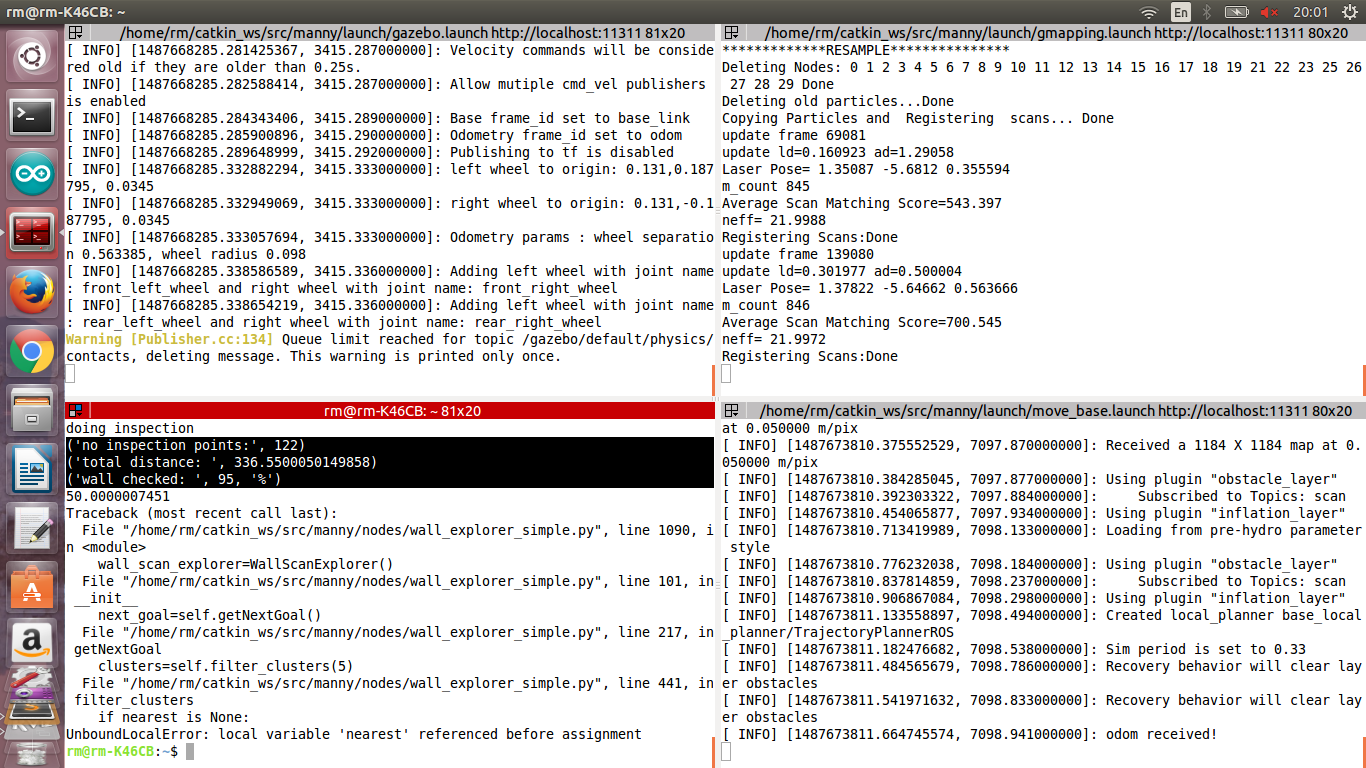 rm@rm-K46CB: ~
En
20:01
/home/rm/catkin_ws/src/manny/launch/gazebo.launch http://localhost:11311 81x20
[ INFO] [1487668285.281425367, 3415.287000000]: Velocity commands will be conside
red old if they are older than 0.25s.
[ INFO] [1487668285.282588414, 3415.287000000]: Allow mutiple cmd_vel publishers
is enabled
[ INFO] [1487668285.284343406, 3415.289000000]: Base frame_id set to base_link
[ INFO] [1487668285.285900896, 3415.290000000]: Odometry frame_id set to odom
[ INFO] [1487668285.289648999, 3415.292000000]: Publishing to tf is disabled
[ INFO] [1487668285.332882294, 3415.333000000]: left wheel to origin: 0.131,0.187
795, 0.0345
[ INFO] [1487668285.332949069, 3415.333000000]: right wheel to origin: 0.131,-0.1
87795, 0.0345
[ INFO] [1487668285.333057694, 3415.333000000]: Odometry params : wheel separatio
n 0.563385, wheel radius 0.098
[ INFO] [1487668285.338586589, 3415.336000000]: Adding left wheel with joint name
: front_left_wheel and right wheel with joint name: front_right_wheel
[ INFO] [1487668285.338654219, 3415.336000000]: Adding left wheel with joint name
: rear_left_wheel and right wheel with joint name: rear_right_wheel
Warning [Publisher.cc:134] Queue limit reached for topic /gazebo/default/physics/
contacts, deleting message. This warning is printed only once.
/home/rm/catkin_ws/src/manny/launch/gmapping.launch http://localhost:11311 80x20
*************RESAMPLE***************
Deleting Nodes: 0 1 2 3 4 5 6 7 8 9 10 11 12 13 14 15 16 17 18 19 21 22 23 25 26
27 28 29 Done
Deleting old particles...Done
Copying Particles and  Registering  scans... Done
update frame 69081
update ld=0.160923 ad=1.29058
Laser Pose= 1.35087 -5.6812 0.355594
m_count 845
Average Scan Matching Score=543.397
neff= 21.9988
Registering Scans:Done
update frame 139080
update ld=0.301977 ad=0.500004
Laser Pose= 1.37822 -5.64662 0.563666
m_count 846
Average Scan Matching Score=700.545
neff= 21.9972
Registering Scans:Done
rm@rm-K46CB: ~ 81x20
doing inspection
('no inspection points:', 122)
('total distance: ', 336.5500050149858)
('wall checked: ', 95, '%')
50.0000007451
Traceback (most recent call last):
File "/home/rm/catkin_ws/src/manny/nodes/wall_explorer_simple.py", line 1090, i
n <module>
wall_scan_explorer=WallScanExplorer()
File "/home/rm/catkin_ws/src/manny/nodes/wall_explorer_simple.py", line 101, in
__init__
next_goal=self.getNextGoal()
File "/home/rm/catkin_ws/src/manny/nodes/wall_explorer_simple.py", line 217, in
getNextGoal
clusters=self.filter_clusters(5)
File "/home/rm/catkin_ws/src/manny/nodes/wall_explorer_simple.py", line 441, in
filter_clusters
if nearest is None:
UnboundLocalError: local variable 'nearest' referenced before assignment
rm@rm-K46CB:~$
/home/rm/catkin_ws/src/manny/launch/move_base.launch http://localhost:11311 80x20
at 0.050000 m/pix
[ INFO] [1487673810.375552529, 7097.870000000]: Received a 1184 X 1184 map at 0.
050000 m/pix
[ INFO] [1487673810.384285045, 7097.877000000]: Using plugin "obstacle_layer"
[ INFO] [1487673810.392303322, 7097.884000000]:     Subscribed to Topics: scan
[ INFO] [1487673810.454065877, 7097.934000000]: Using plugin "inflation_layer"
[ INFO] [1487673810.713419989, 7098.133000000]: Loading from pre-hydro parameter
style
[ INFO] [1487673810.776232038, 7098.184000000]: Using plugin "obstacle_layer"
[ INFO] [1487673810.837814859, 7098.237000000]:     Subscribed to Topics: scan
[ INFO] [1487673810.906867084, 7098.298000000]: Using plugin "inflation_layer"
[ INFO] [1487673811.133558897, 7098.494000000]: Created local_planner base_local
_planner/TrajectoryPlannerROS
[ INFO] [1487673811.182476682, 7098.538000000]: Sim period is set to 0.33
[ INFO] [1487673811.484565679, 7098.786000000]: Recovery behavior will clear lay
er obstacles
[ INFO] [1487673811.541971632, 7098.833000000]: Recovery behavior will clear lay
er obstacles
[ INFO] [1487673811.664745574, 7098.941000000]: odom received!